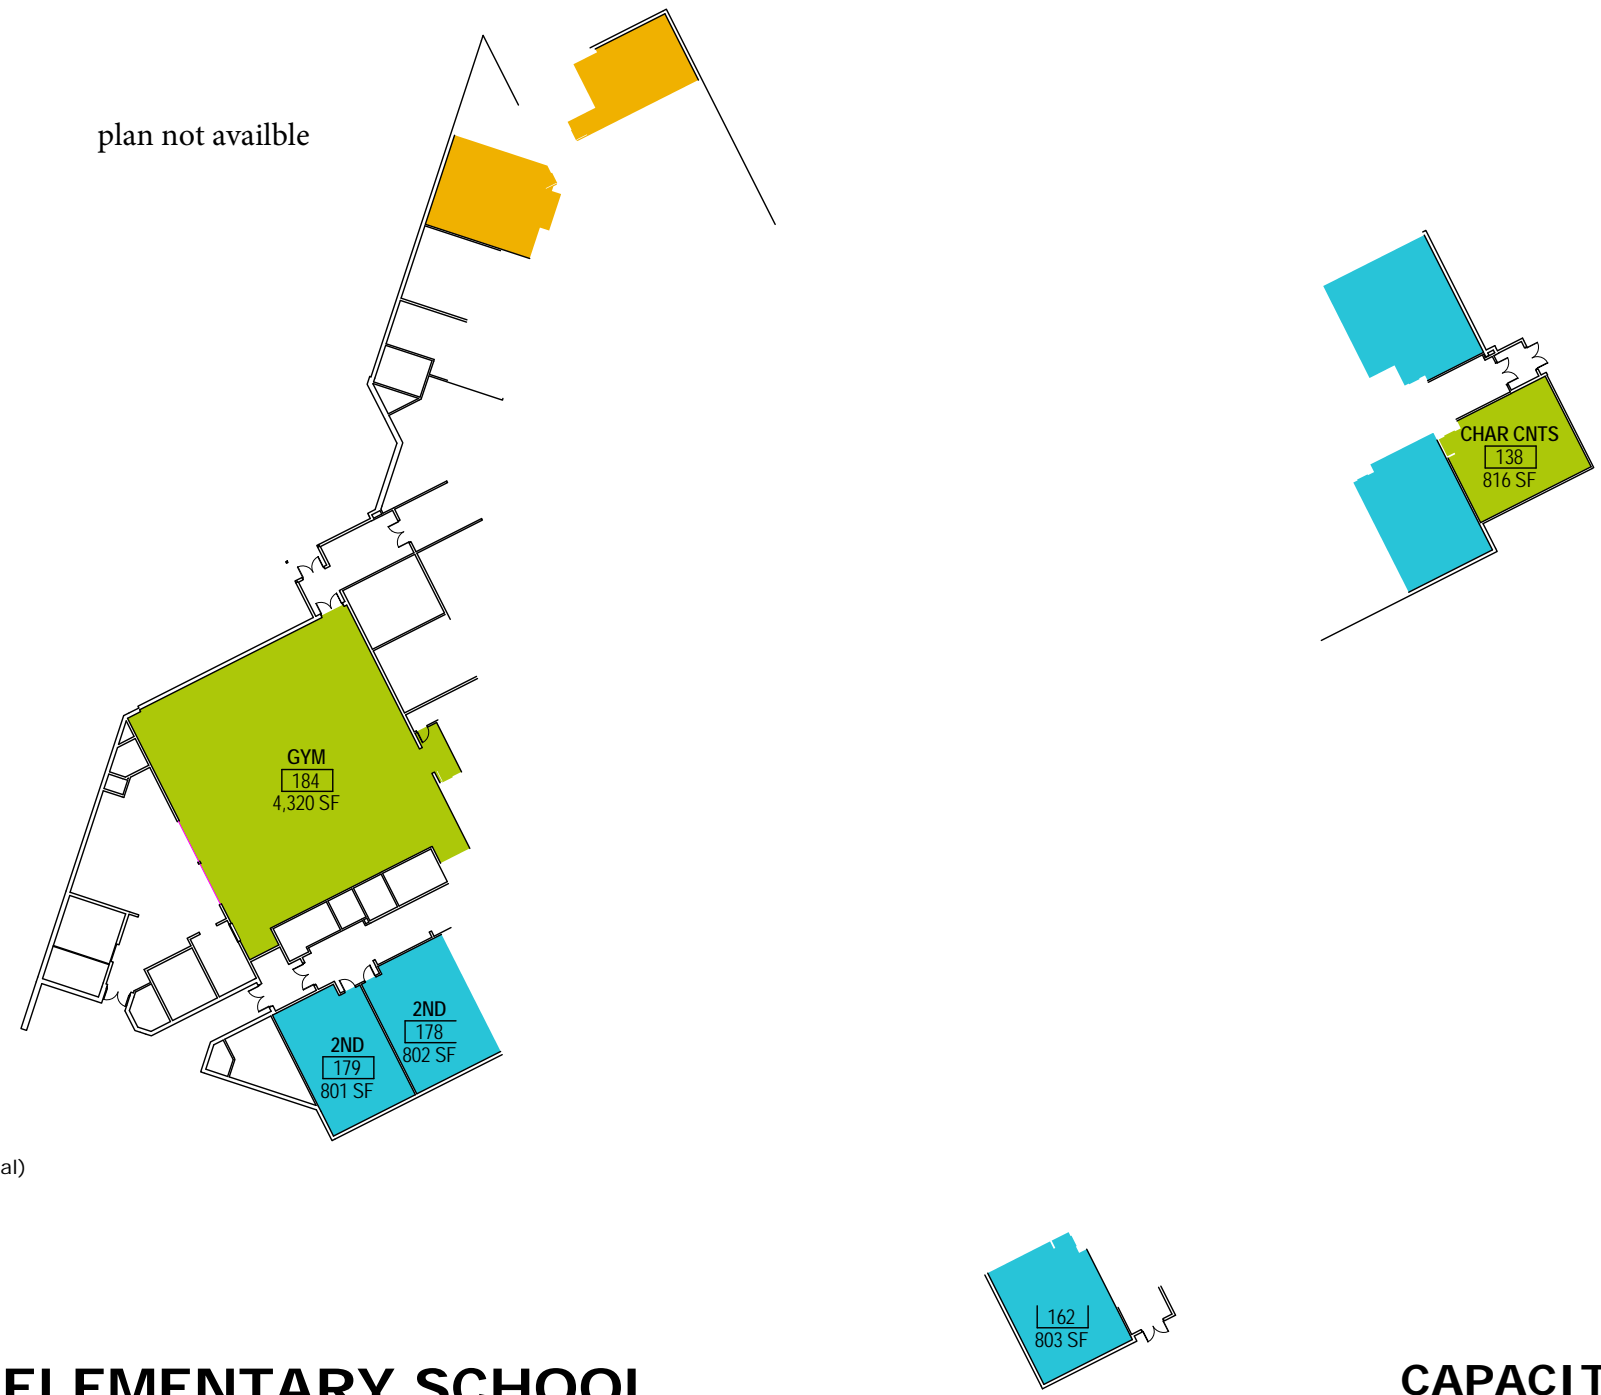 plan not availble
CHAR CNTS
138
816 SF
GYM
184
4,320 SF
2ND
178
802 SF
2ND
179
801 SF
al)
162
803 SF
ELEMENTARY SCHOOL
CAPACIT